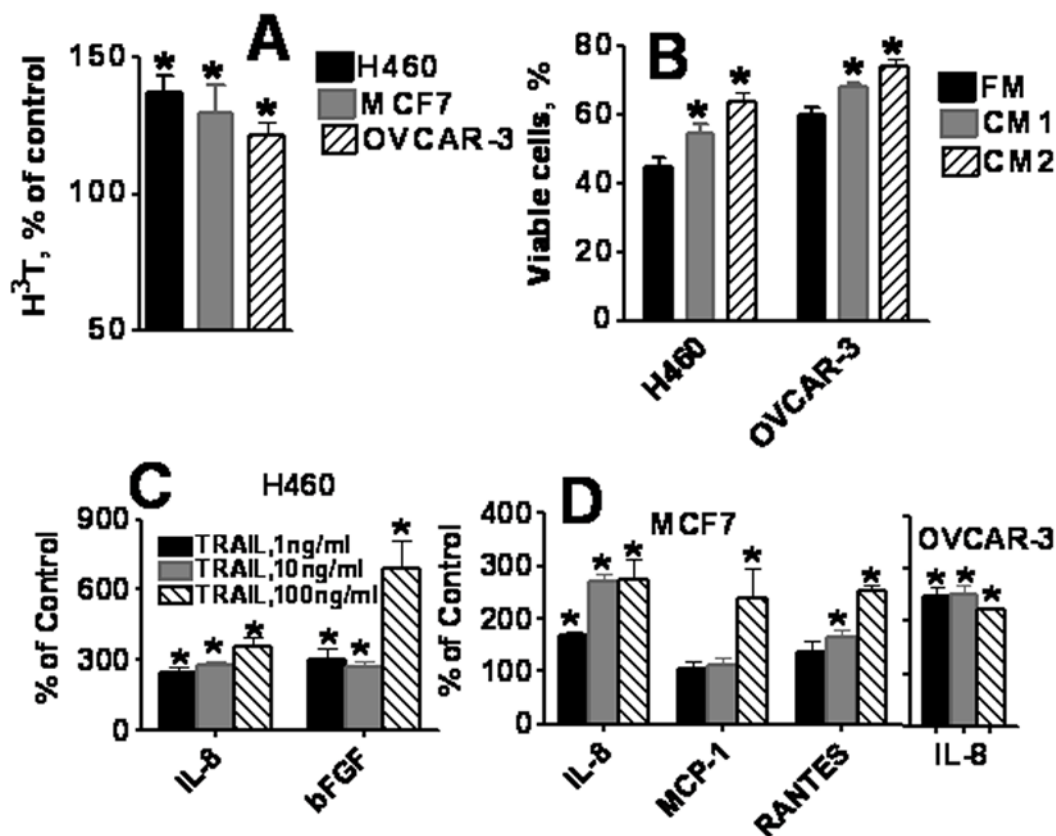 A
H³T, % of control
150
100
50
*
*
*
H460
MCF7
OVCAR-3
B
Viable cells, %
80
60
40
20
0
*
*
*
*
FM
CM1
CM2
H460
OVCAR-3
C
H460
% of Control
900
600
300
0
TRAIL,1ng/ml
TRAIL,10ng/ml
TRAIL,100ng/ml
*
*
*
*
*
*
IL-8
bFGF
D
MCF7
% of Control
400
300
200
100
0
*
*
*
*
*
*
IL-8
MCP-1
RANTES
OVCAR-3
*
*
*
IL-8